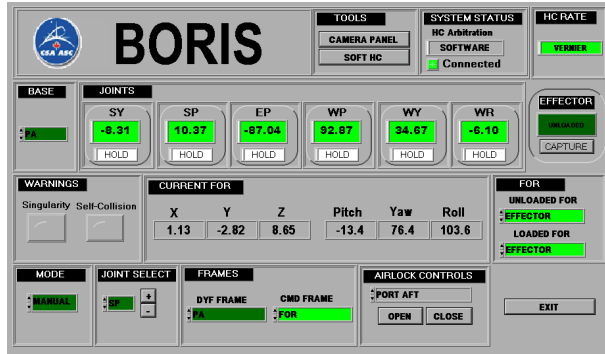 CSA ASC
BORIS
TOOLS
CAMERA PANEL
SOFT HC
SYSTEM STATUS
HC Arbitration
SOFTWARE
Connected
HC RATE
VERNIER
BASE
PA
JOINTS
SY SP EP WP WY WR
-8.31 10.37 -87.04 92.87 34.67 -6.10
HOLD HOLD HOLD HOLD HOLD HOLD
EFFECTOR
UNLOADED
CAPTURE
WARNINGS
Singularity Self-Collision
CURRENT FOR
X Y Z Pitch Yaw Roll
1.13 -2.82 8.65 -13.4 76.4 103.6
FOR
UNLOADED FOR
EFFECTOR
LOADED FOR
EFFECTOR
MODE
MANUAL
JOINT SELECT
SP + -
FRAMES
DYF FRAME CMD FRAME
PA FOR
AIRLOCK CONTROLS
PORT AFT
OPEN CLOSE
EXIT